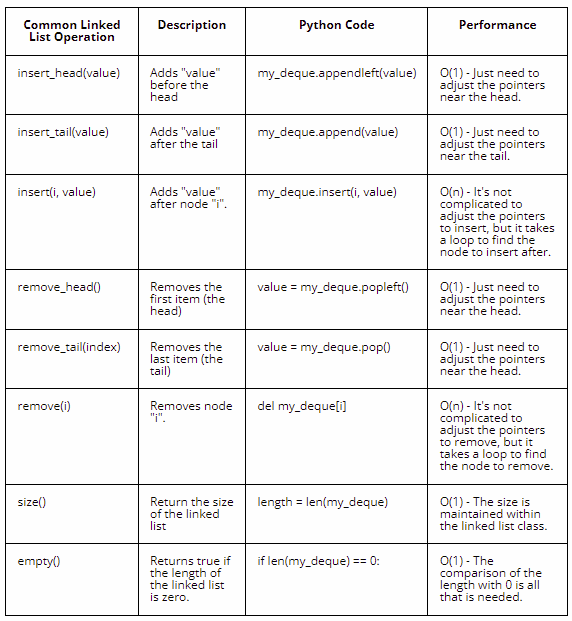 Common Linked List Operation
Description
Python Code
Performance
insert_head(value)
Adds "value"
before the
head
my_deque.appendleft(value)
O(1) - Just need to
adjust the pointers
near the head.
insert_tail(value)
Adds "value"
after the tail
my_deque.append(value)
O(1) - Just need to
adjust the pointers
near the tail.
insert(i, value)
Adds "value"
after node "i".
my_deque.insert(i, value)
O(n) - It's not
complicated to
adjust the pointers
to insert, but it takes
a loop to find the
node to insert after.
remove_head()
Removes the
first item (the
head)
value = my_deque.popleft()
O(1) - Just need to
adjust the pointers
near the head.
remove_tail(index)
Removes the
last item (the
tail)
value = my_deque.pop()
O(1) - Just need to
adjust the pointers
near the head.
remove(i)
Removes node
"i".
del my_deque[i]
O(n) - It's not
complicated to
adjust the pointers
to remove, but it
takes a loop to find
the node to remove.
size()
Return the size
of the linked
list
length = len(my_deque)
O(1) - The size is
maintained within
the linked list class.
empty()
Returns true if
the length of
the linked list
is zero.
if len(my_deque) == 0:
O(1) - The
comparison of the
length with 0 is all
that is needed.